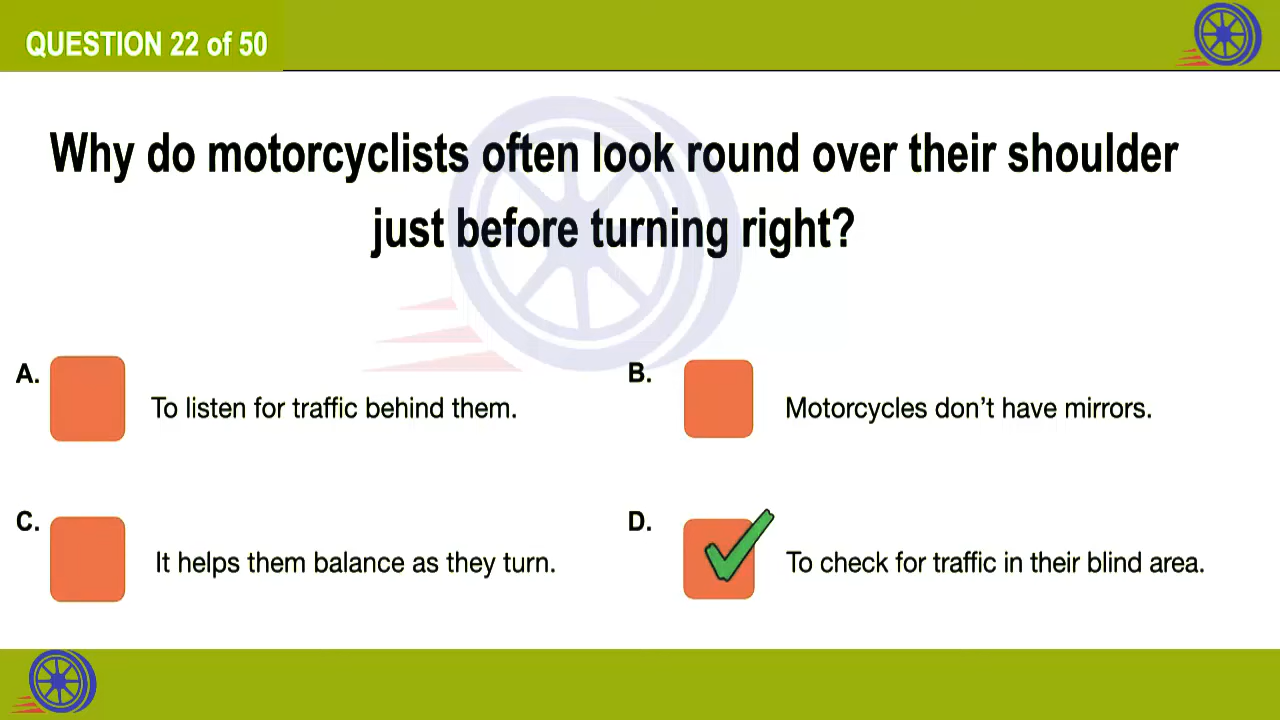 QUESTION 22 of 50
Why do motorcyclists often look round over their shoulder
just before turning right?
A.
To listen for traffic behind them.
B.
Motorcycles don’t have mirrors.
C.
It helps them balance as they turn.
D.
To check for traffic in their blind area.